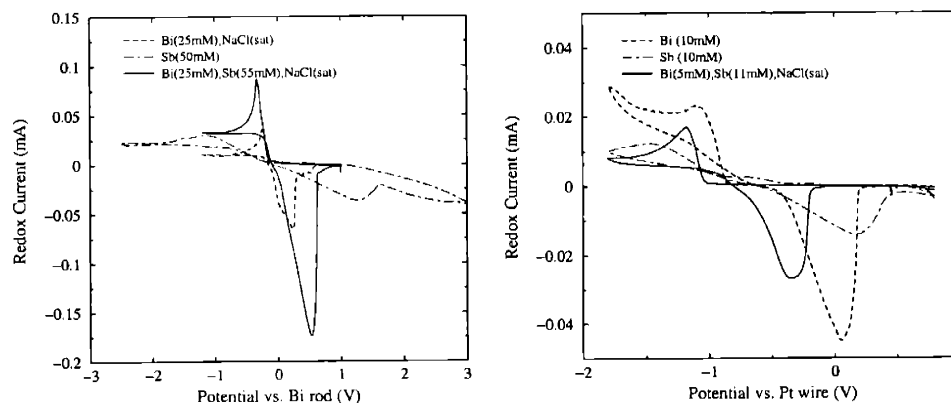 0.15
0.10
0.05
0
−0.05
−0.1
−0.15
−0.2
Redox Current (mA)
Bi(25mM),NaCl(sat)
Sb(50mM)
Bi(25mM),Sb(55mM),NaCl(sat)
−3 −2 −1 0 1 2 3
Potential vs. Bi rod (V)
0.04
0.02
0.00
−0.02
−0.04
Redox Current (mA)
Bi (10mM)
Sb (10mM)
Bi(5mM),Sb(11mM),NaCl(sat)
−2 −1 0
Potential vs. Pt wire (V)